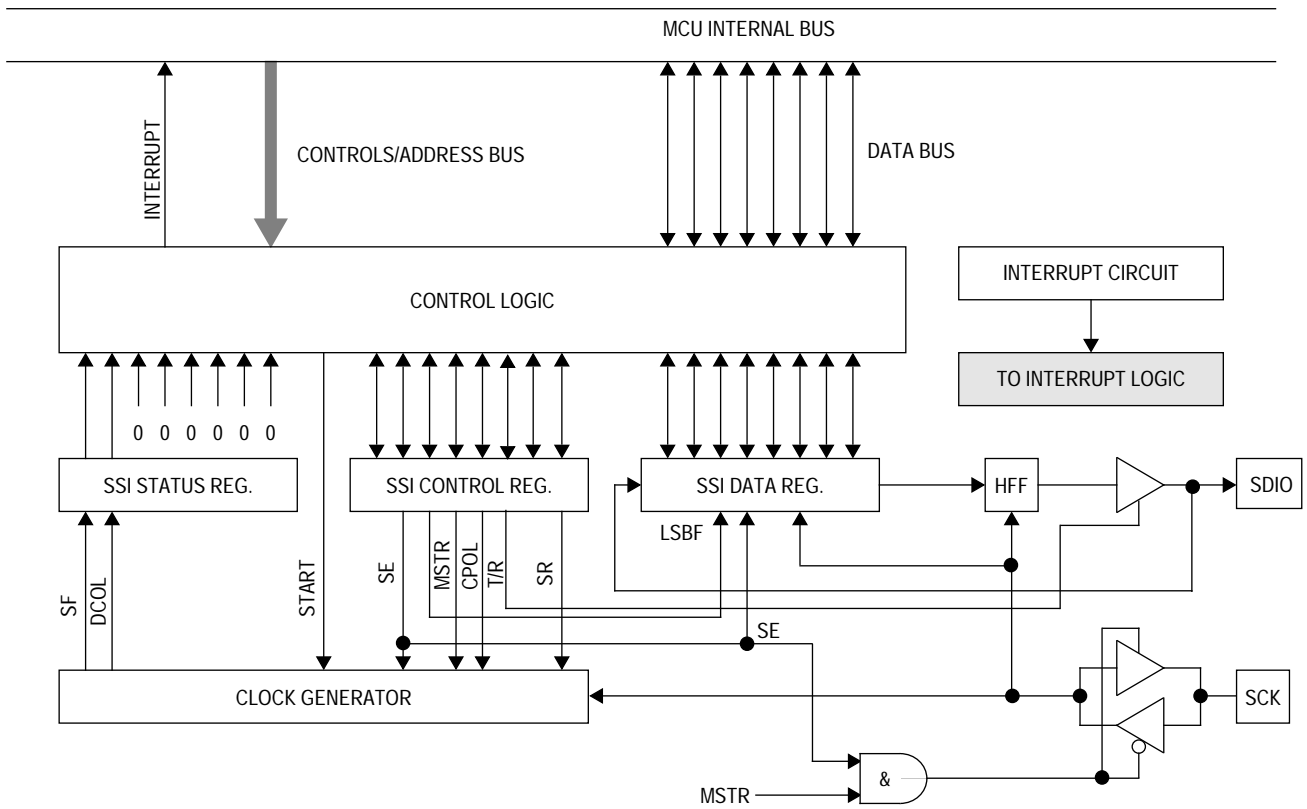 MCU INTERNAL BUS
INTERRUPT
CONTROLS/ADDRESS BUS
DATA BUS
CONTROL LOGIC
INTERRUPT CIRCUIT
TO INTERRUPT LOGIC
0 0 0 0 0 0
SSI STATUS REG.
SSI CONTROL REG.
SSI DATA REG.
HFF
SDIO
LSBF
SF
DCOL
START
SE
MSTR
CPOL
T/R
SR
SE
CLOCK GENERATOR
SCK
&
MSTR